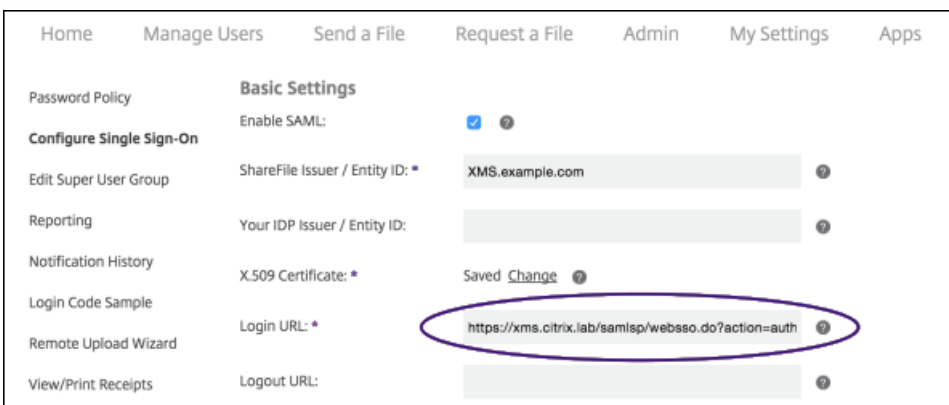 Home Manage Users Send a File Request a File Admin My Settings Apps
Password Policy
Configure Single Sign-On
Edit Super User Group
Reporting
Notification History
Login Code Sample
Remote Upload Wizard
View/Print Receipts
Basic Settings
Enable SAML: ?
ShareFile Issuer / Entity ID: * XMS.example.com ?
Your IDP Issuer / Entity ID: ?
X.509 Certificate: * Saved Change ?
Login URL: * https://xms.citrix.lab/samlsp/websso.do?action=auth ?
Logout URL: ?